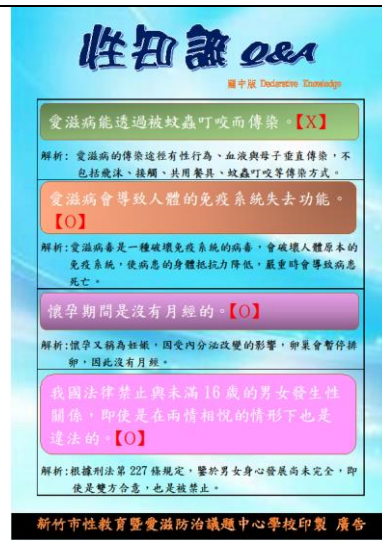 性知識 Q&A
國中版 Declarative Knowledge
愛滋病能透過被蚊蟲叮咬而傳染。【X】
解析: 愛滋病的傳染途徑有性行為、血液與母子垂直傳染,不
包括飛沫、接觸、共用餐具、蚊蟲叮咬等傳染方式。
愛滋病會導致人體的免疫系統失去功能。
【O】
解析:愛滋病毒是一種破壞免疫系統的病毒,會破壞人體原本的
免疫系統,使病患的身體抵抗力降低,嚴重時會導致病患
死亡。
懷孕期間是沒有月經的。【O】
解析:懷孕又稱為妊娠,因受內分泌改變的影響,卵巢會暫停排
卵,因此沒有月經。
我國法律禁止與未滿 16 歲的男女發生性
關係,即使是在兩情相悅的情形下也是
違法的。【O】
解析:根據刑法第 227 條規定,鑒於男女身心發展尚未完全,即
使是雙方合意,也是被禁止。
新竹市性教育暨愛滋防治議題中心學校印製 廣告